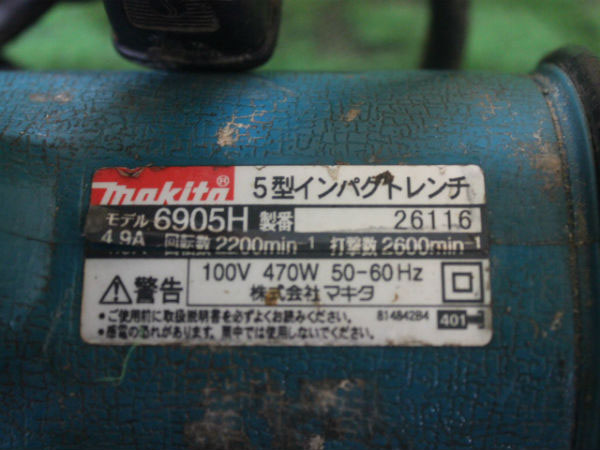 makita® 5型インパクトレンチ
モデル 6905H 製番 26116
4.9A 回転数 2200min-1 打撃数 2600min-1
100V 470W 50-60Hz
警告 株式会社 マキタ
•ご使用前に取扱説明書を必ずよくお読みください。 814842B4 401
•感電の恐れがあります。雨中では使用しないでください。